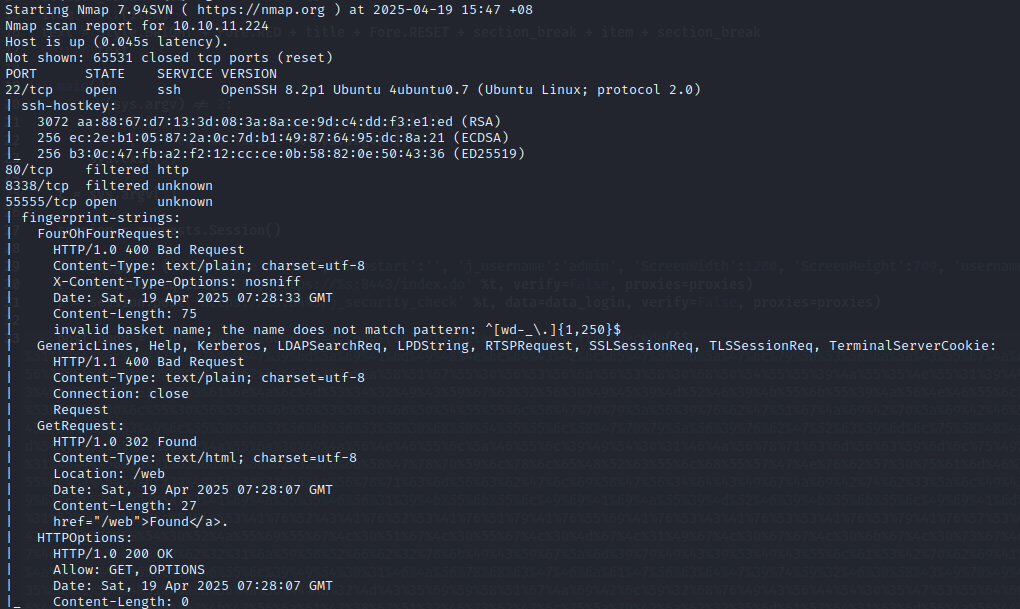 Starting Nmap 7.94SVN ( https://nmap.org ) at 2025-04-19 15:47 +08
Nmap scan report for 10.10.11.224
Host is up (0.045s latency).
Not shown: 65531 closed tcp ports (reset)
PORT      STATE    SERVICE VERSION
22/tcp    open     ssh     OpenSSH 8.2p1 Ubuntu 4ubuntu0.7 (Ubuntu Linux; protocol 2.0)
| ssh-hostkey:
|   3072 aa:88:67:d7:13:3d:08:3a:8a:ce:9d:c4:dd:f3:e1:ed (RSA)
|   256 ec:2e:b1:05:87:2a:0c:7d:b1:49:87:64:95:dc:8a:21 (ECDSA)
|_  256 b3:0c:47:fb:a2:f2:12:cc:ce:0b:58:82:0e:50:43:36 (ED25519)
80/tcp    filtered http
8338/tcp  filtered unknown
55555/tcp open     unknown
| fingerprint-strings:
|   FourOhFourRequest:
|     HTTP/1.0 400 Bad Request
|     Content-Type: text/plain; charset=utf-8
|     X-Content-Type-Options: nosniff
|     Date: Sat, 19 Apr 2025 07:28:33 GMT
|     Content-Length: 75
|     invalid basket name; the name does not match pattern: ^[wd-_\.]{1,250}$
|   GenericLines, Help, Kerberos, LDAPSearchReq, LPDString, RTSPRequest, SSLSessionReq, TLSSessionReq, TerminalServerCookie:
|     HTTP/1.1 400 Bad Request
|     Content-Type: text/plain; charset=utf-8
|     Connection: close
|     Request
|   GetRequest:
|     HTTP/1.0 302 Found
|     Content-Type: text/html; charset=utf-8
|     Location: /web
|     Date: Sat, 19 Apr 2025 07:28:07 GMT
|     Content-Length: 27
|     href="/web">Found</a>.
|   HTTPOptions:
|     HTTP/1.0 200 OK
|     Allow: GET, OPTIONS
|     Date: Sat, 19 Apr 2025 07:28:07 GMT
|_    Content-Length: 0